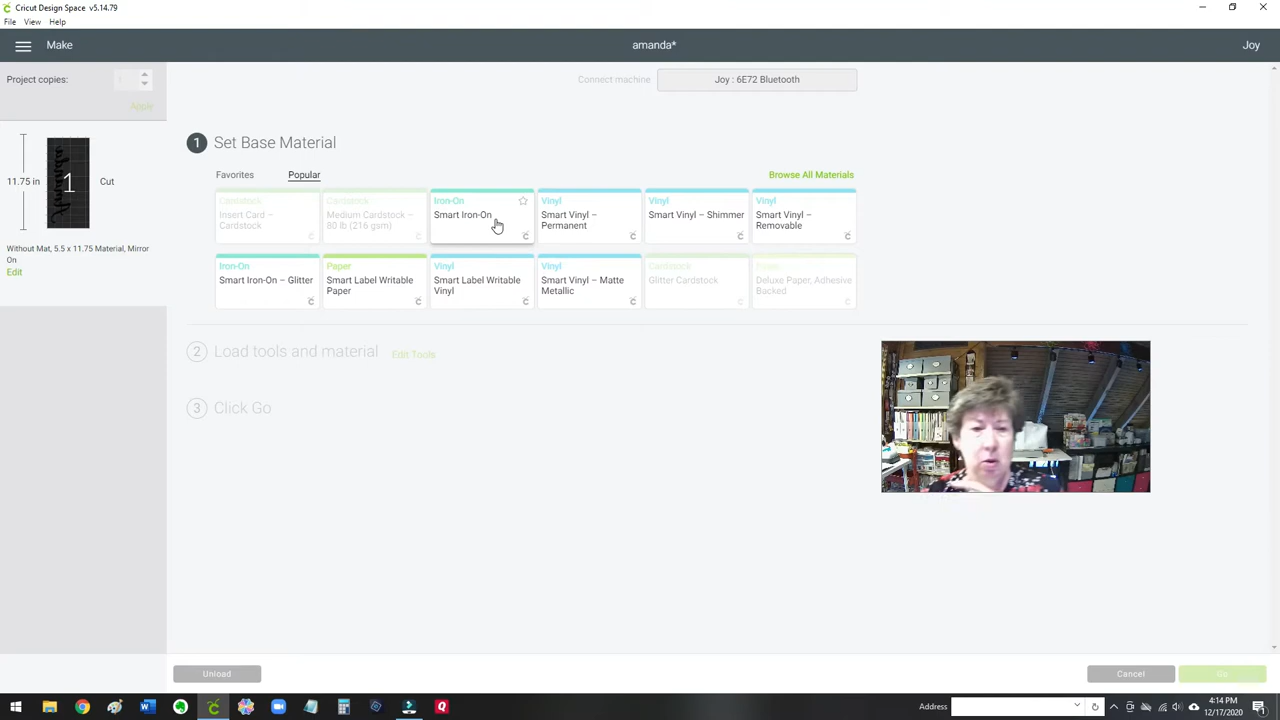 Cricut Design Space v5.14.79
File View Help
Make
amanda*
Joy
Project copies:
1
Apply
Connect machine
Joy : 6E72 Bluetooth
11.75 in
amanda
1
Cut
Without Mat, 5.5 x 11.75 Material, Mirror
On
Edit
1 Set Base Material
Favorites
Popular
Browse All Materials
Cardstock
Insert Card –
Cardstock
Cardstock
Medium Cardstock –
80 lb (216 gsm)
Iron-On
Smart Iron-On
Vinyl
Smart Vinyl –
Permanent
Vinyl
Smart Vinyl – Shimmer
Vinyl
Smart Vinyl –
Removable
Iron-On
Smart Iron-On – Glitter
Paper
Smart Label Writable
Paper
Vinyl
Smart Label Writable
Vinyl
Vinyl
Smart Vinyl – Matte
Metallic
Cardstock
Glitter Cardstock
Paper
Deluxe Paper, Adhesive
Backed
2 Load tools and material
Edit Tools
3 Click Go
Unload
Cancel
Go
Address
4:14 PM
12/17/2020